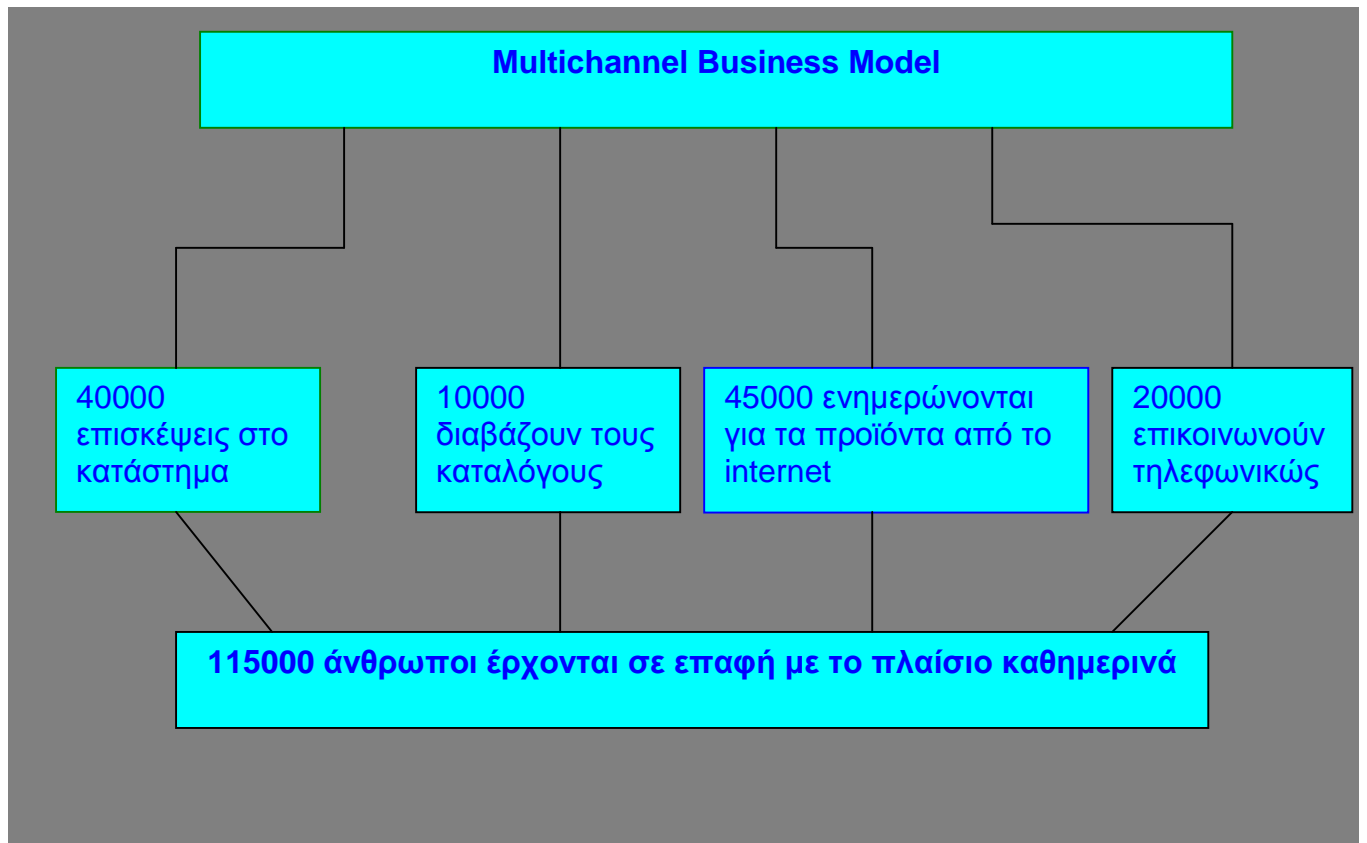 Multichannel Business Model
40000
επισκέψεις στο
κατάστημα
10000
διαβάζουν τους
καταλόγους
45000 ενημερώνονται
για τα προϊόντα από το
internet
20000
επικοινωνούν
τηλεφωνικώς
115000 άνθρωποι έρχονται σε επαφή με το πλαίσιο καθημερινά